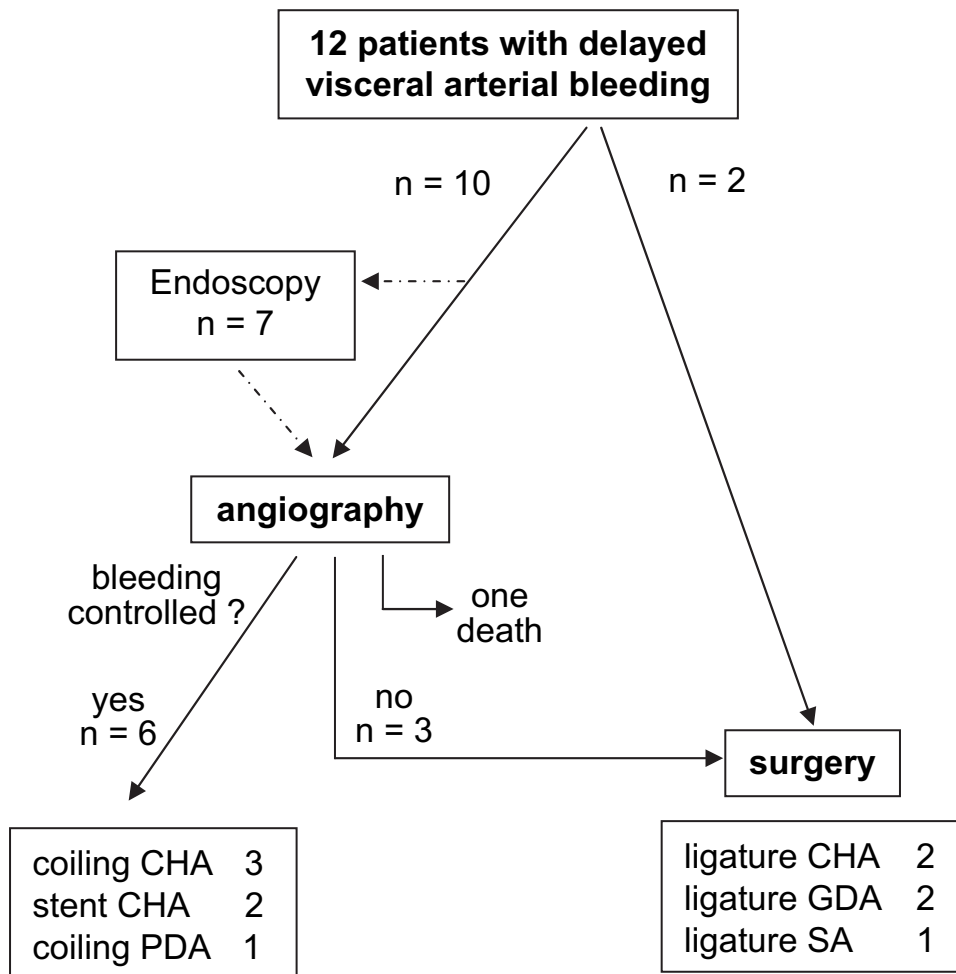 12 patients with delayed
visceral arterial bleeding
n = 10
n = 2
Endoscopy
n = 7
angiography
bleeding
controlled ?
one
death
yes
n = 6
no
n = 3
surgery
coiling CHA 3
stent CHA 2
coiling PDA 1
ligature CHA 2
ligature GDA 2
ligature SA 1